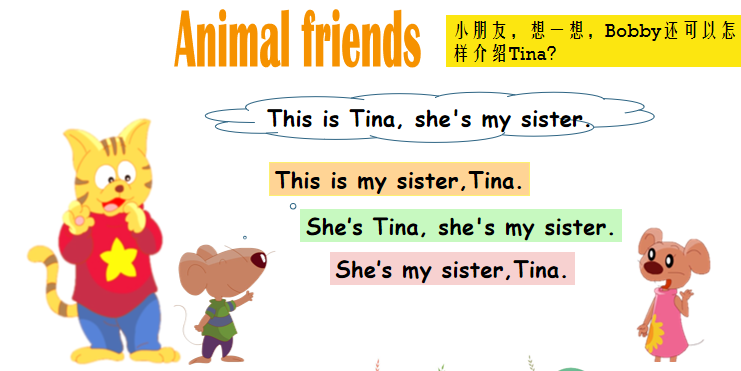 Animal friends
小朋友，想一想，Bobby还可以怎
样介绍Tina?
This is Tina, she's my sister.
This is my sister,Tina.
She's Tina, she's my sister.
She's my sister,Tina.